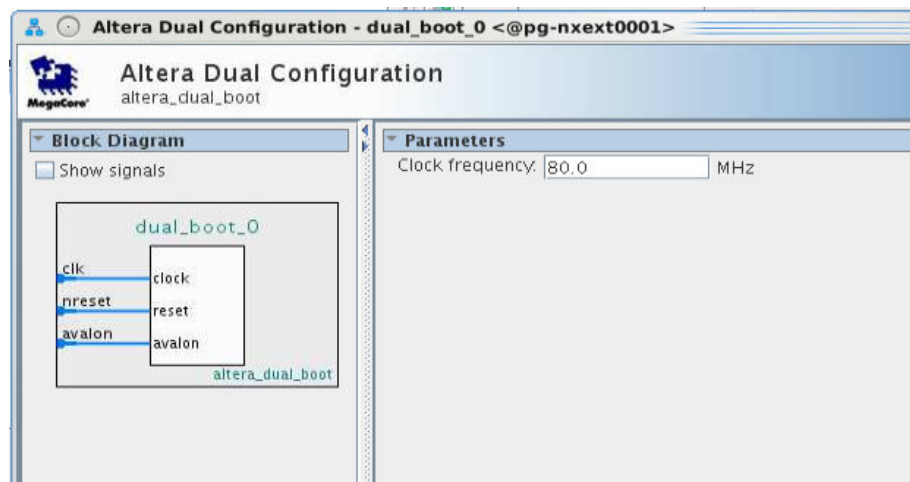 Altera Dual Configuration - dual_boot_0 <@pg-nxext0001>
Altera Dual Configuration
altera_dual_boot
MegaCore'
Block Diagram
Show signals
dual_boot_0
clk
clock
nreset
reset
avalon
avalon
altera_dual_boot
Parameters
Clock frequency: 80.0 MHz